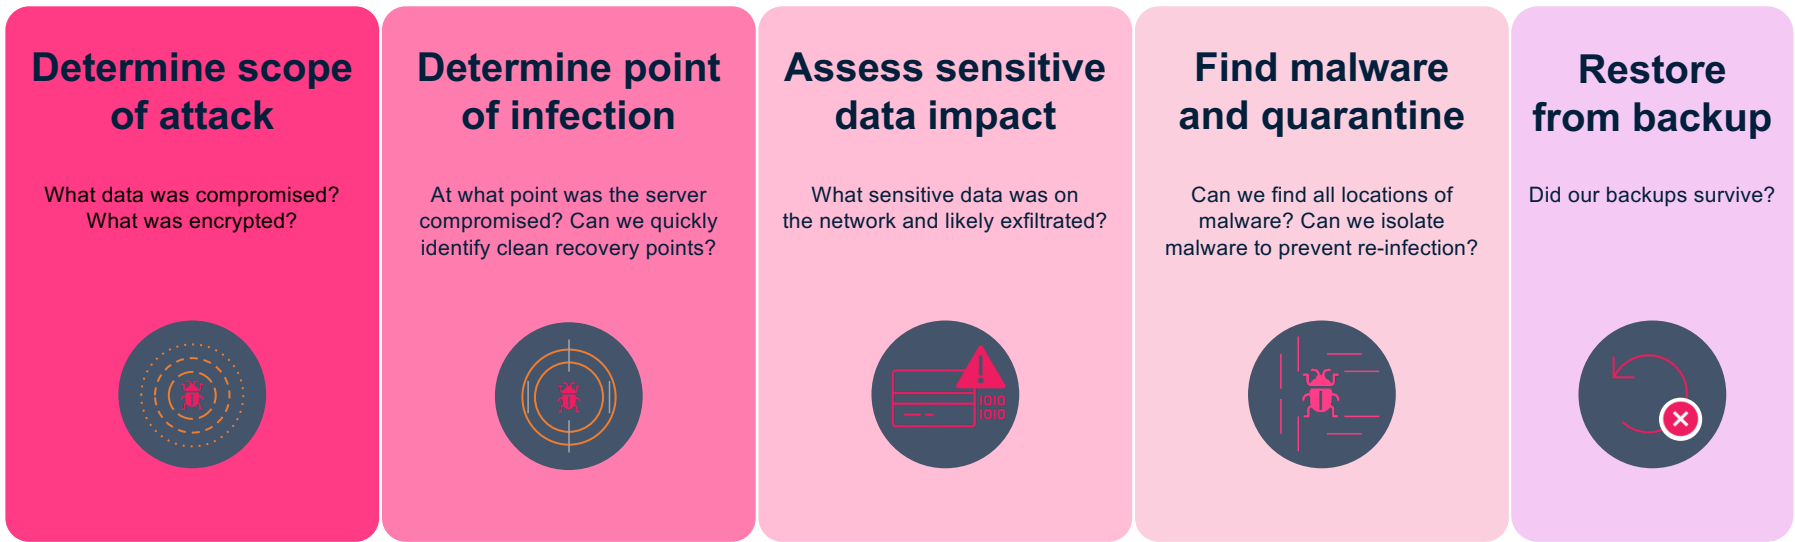 Determine scope
of attack
What data was compromised?
What was encrypted?
Determine point
of infection
At what point was the server
compromised? Can we quickly
identify clean recovery points?
Assess sensitive
data impact
What sensitive data was on
the network and likely exfiltrated?
1010
1010
Find malware
and quarantine
Can we find all locations of
malware? Can we isolate
malware to prevent re-infection?
Restore
from backup
Did our backups survive?